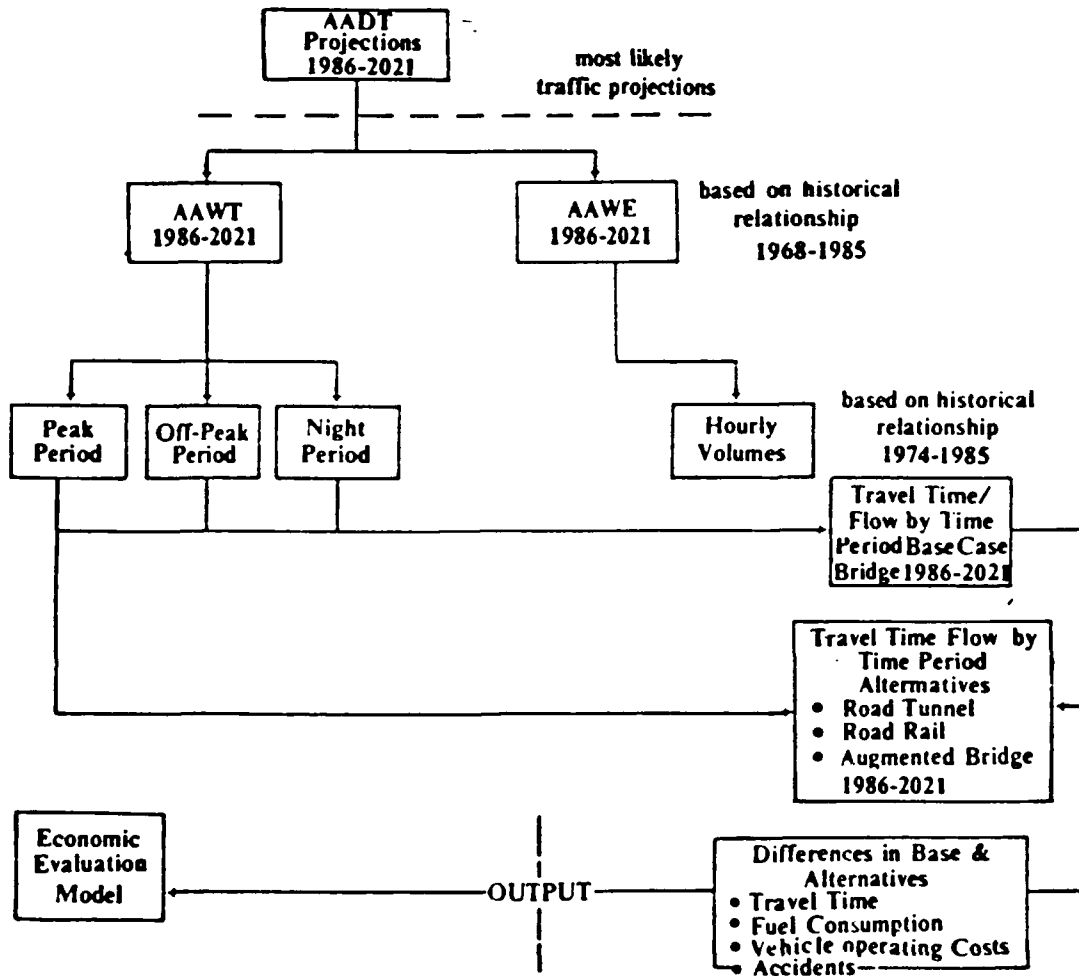 AADT
Projections
1986-2021
most likely
traffic projections
AAWT
1986-2021
AAWE
1986-2021
based on historical
relationship
1968-1985
Peak
Period
Off-Peak
Period
Night
Period
Hourly
Volumes
based on historical
relationship
1974-1985
Travel Time/
Flow by Time
Period Base Case
Bridge 1986-2021
Travel Time Flow by
Time Period
Altermatives
• Road Tunnel
• Road Rail
• Augmented Bridge
1986-2021
Economic
Evaluation
Model
OUTPUT
Differences in Base &
Alternatives
• Travel Time
• Fuel Consumption
• Vehicle operating Costs
• Accidents